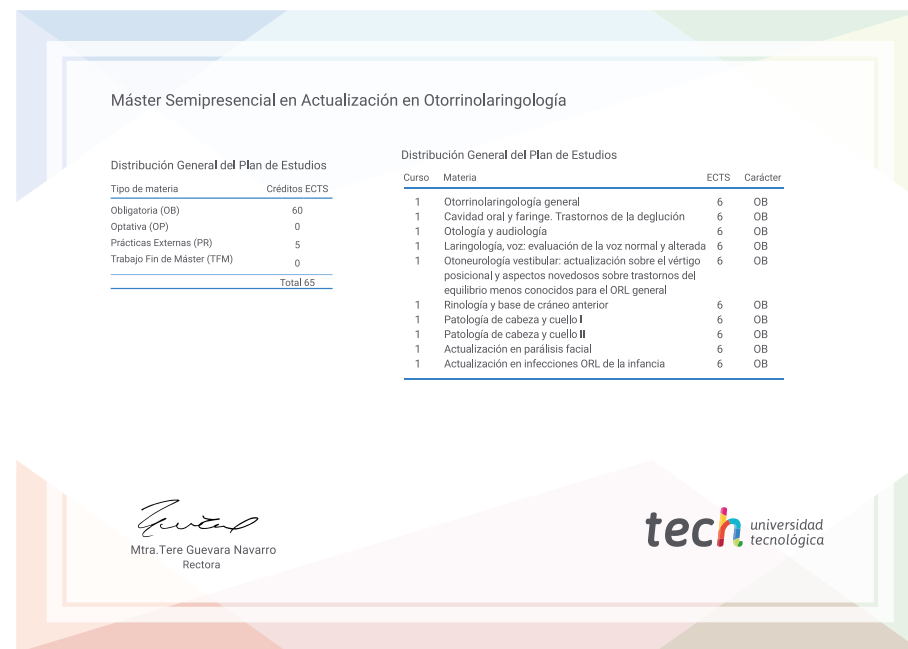 Máster Semipresencial en Actualización en Otorrinolaringología
Distribución General del Plan de Estudios
Tipo de materia Créditos ECTS
Obligatoria (OB) 60
Optativa (OP) 0
Prácticas Externas (PR) 5
Trabajo Fin de Máster (TFM) 0
Total 65
Distribución General del Plan de Estudios
Curso Materia ECTS Carácter
1 Otorrinolaringología general 6 OB
1 Cavidad oral y faringe. Trastornos de la deglución 6 OB
1 Otología y audiología 6 OB
1 Laringología, voz: evaluación de la voz normal y alterada 6 OB
1 Otoneurología vestibular: actualización sobre el vértigo 6 OB
posicional y aspectos novedosos sobre trastornos del
equilibrio menos conocidos para el ORL general
1 Rinología y base de cráneo anterior 6 OB
1 Patología de cabeza y cuello I 6 OB
1 Patología de cabeza y cuello II 6 OB
1 Actualización en parálisis facial 6 OB
1 Actualización en infecciones ORL de la infancia 6 OB
Mtra.Tere Guevara Navarro
Rectora
tech universidad
tecnológica